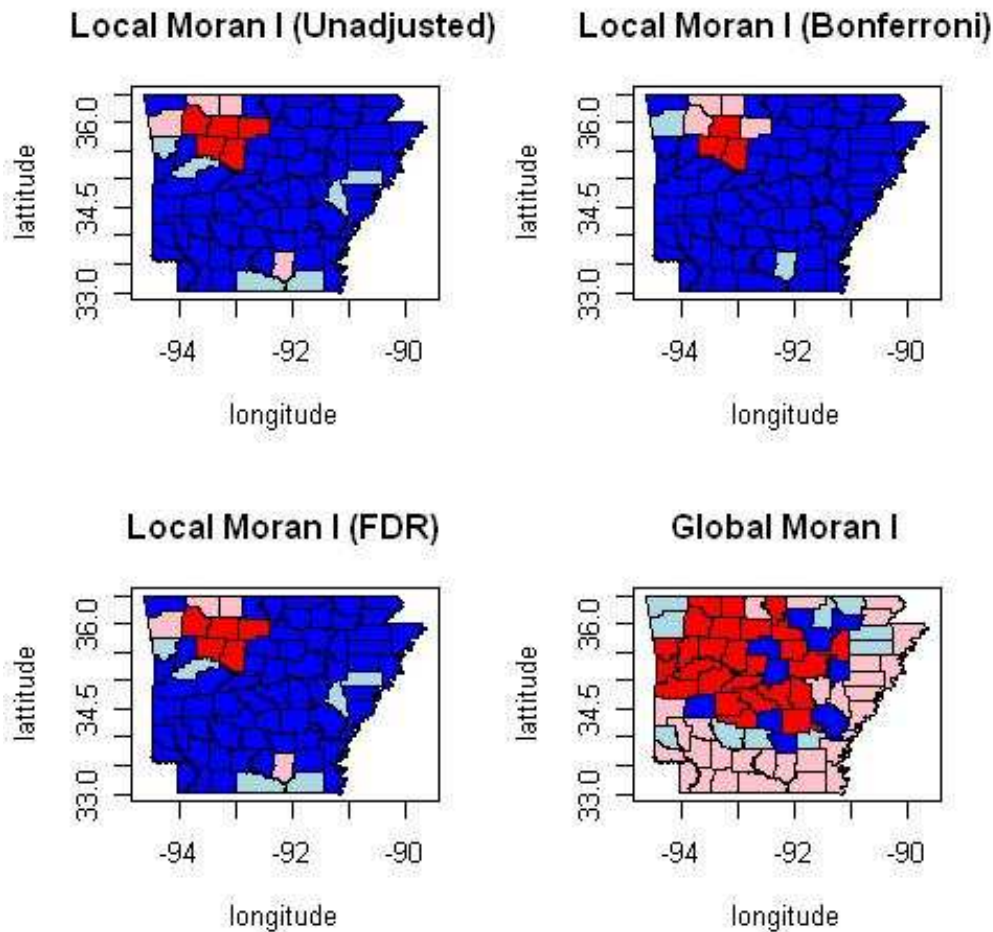 Local Moran I (Unadjusted)
Local Moran I (Bonferroni)
lattitude
33.0 34.5 36.0
-94 -92 -90
longitude
lattitude
33.0 34.5 36.0
-94 -92 -90
longitude
Local Moran I (FDR)
Global Moran I
lattitude
33.0 34.5 36.0
-94 -92 -90
longitude
lattitude
33.0 34.5 36.0
-94 -92 -90
longitude